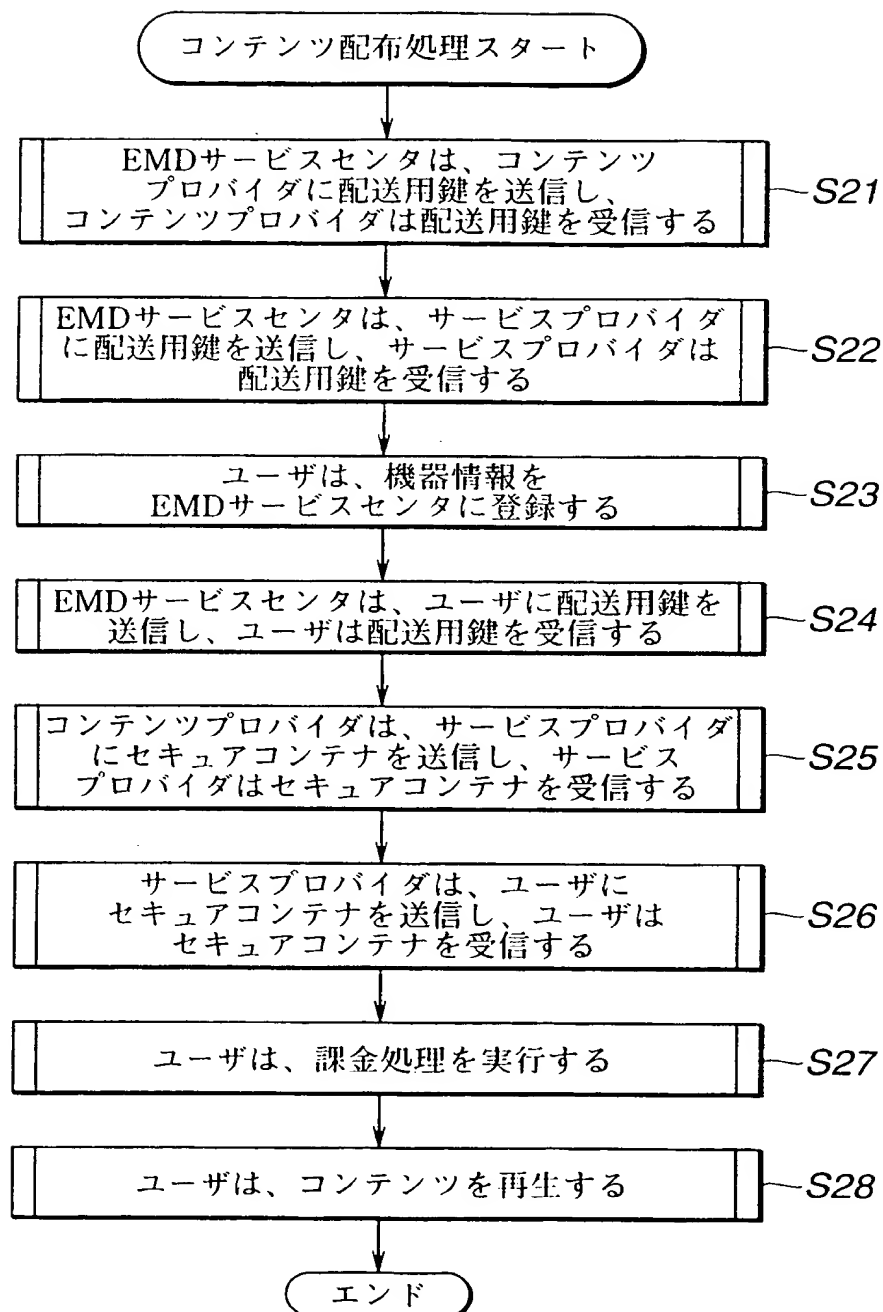 コンテンツ配布処理スタート
EMDサービスセンタは、コンテンツ
プロバイダに配送用鍵を送信し、
コンテンツプロバイダは配送用鍵を受信する
S21
EMDサービスセンタは、サービスプロバイダ
に配送用鍵を送信し、サービスプロバイダは
配送用鍵を受信する
S22
ユーザは、機器情報を
EMDサービスセンタに登録する
S23
EMDサービスセンタは、ユーザに配送用鍵を
送信し、ユーザは配送用鍵を受信する
S24
コンテンツプロバイダは、サービスプロバイダ
にセキュアコンテナを送信し、サービス
プロバイダはセキュアコンテナを受信する
S25
サービスプロバイダは、ユーザに
セキュアコンテナを送信し、ユーザは
セキュアコンテナを受信する
S26
ユーザは、課金処理を実行する
S27
ユーザは、コンテンツを再生する
S28
エンド